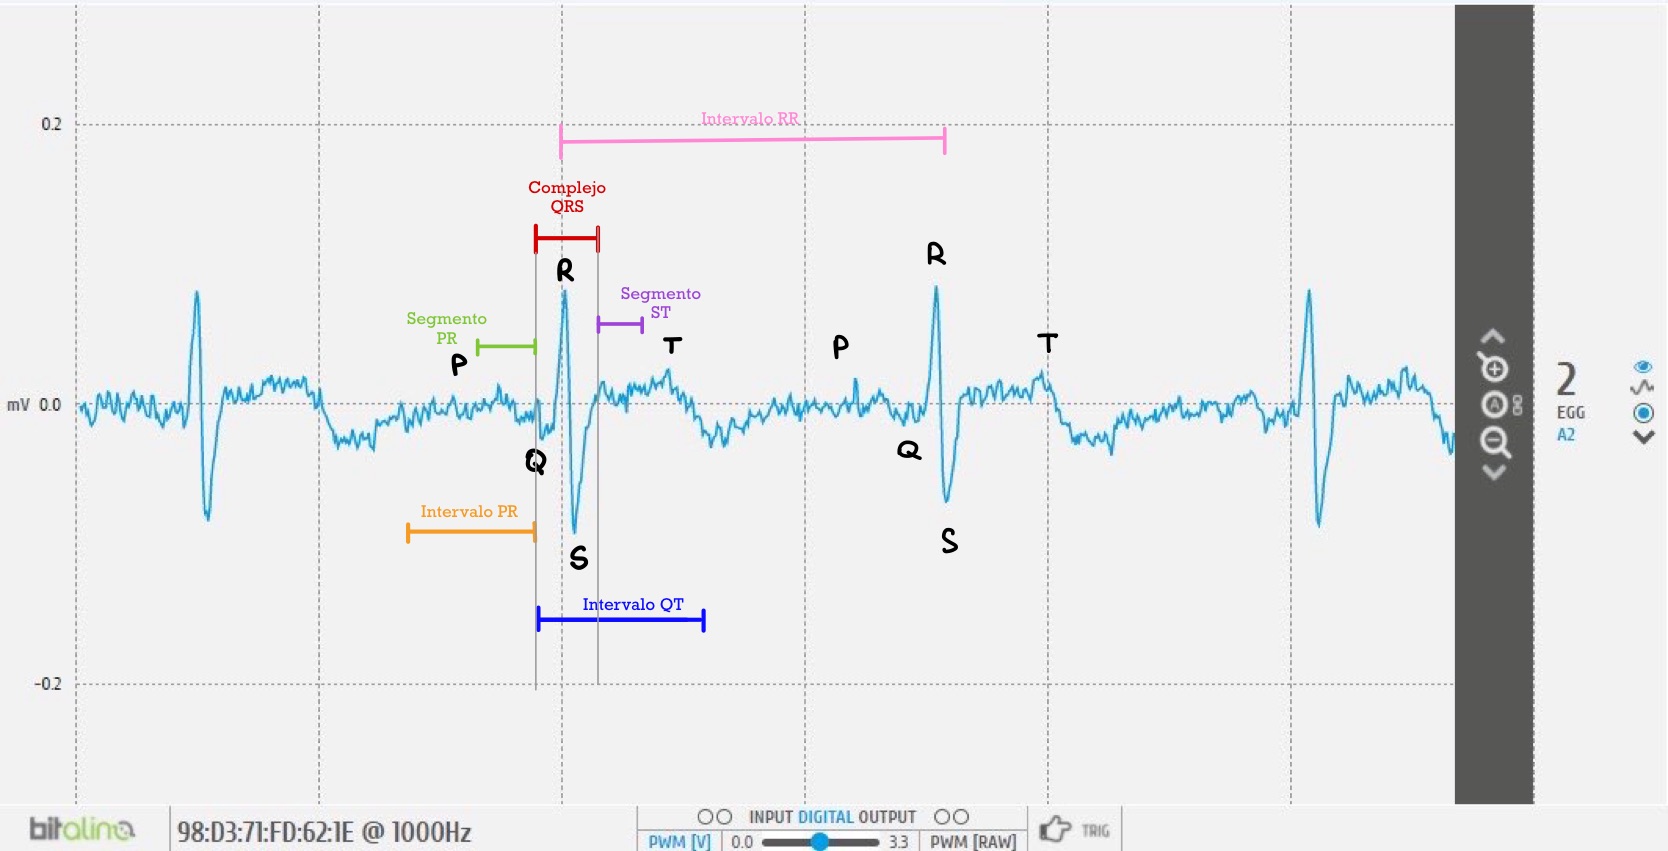 Intervalo RR
0.2
Complejo
QRS
R
R
Segmento
ST
Segmento
PR
P
T
P
T
mV 0.0
2
EGG
A2
A
Q
Q
Intervalo PR
S
S
Intervalo QT
-0.2
bitalino
98:D3:71:FD:62:1E @ 1000Hz
INPUT DIGITAL OUTPUT
PWM [V] 0.0 3.3 PWM [RAW]
TRIG